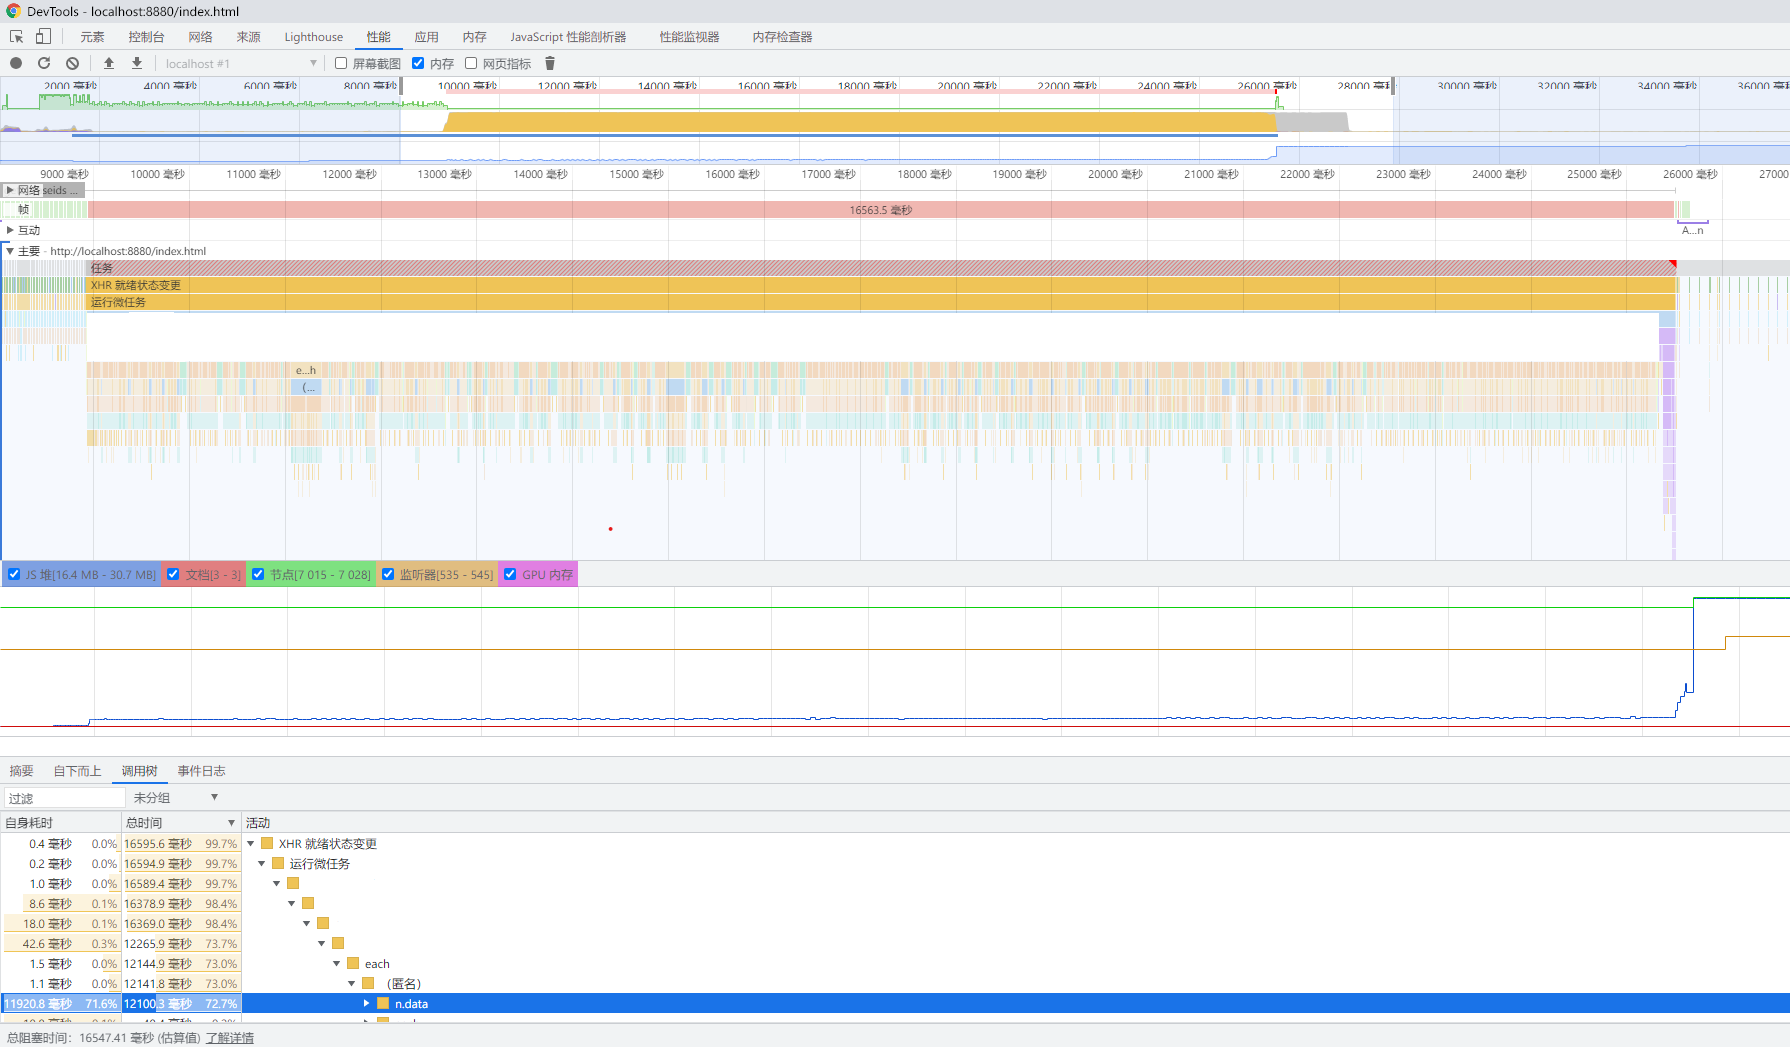 DevTools - localhost:8880/index.html
元素 控制台 网络 来源 Lighthouse 性能 应用 内存 JavaScript 性能剖析器 性能监视器 内存检查器
localhost #1 屏幕截图 内存 网页指标
2000 毫秒 4000 毫秒 6000 毫秒 8000 毫秒 10000 毫秒 12000 毫秒 14000 毫秒 16000 毫秒 18000 毫秒 20000 毫秒 22000 毫秒 24000 毫秒 26000 毫秒 28000 毫秒 30000 毫秒 32000 毫秒 34000 毫秒 36000 毫秒
9000 毫秒 10000 毫秒 11000 毫秒 12000 毫秒 13000 毫秒 14000 毫秒 15000 毫秒 16000 毫秒 17000 毫秒 18000 毫秒 19000 毫秒 20000 毫秒 21000 毫秒 22000 毫秒 23000 毫秒 24000 毫秒 25000 毫秒 26000 毫秒 27000
网络 seids ...
帧 16563.5 毫秒
互动 A...n
主要 - http://localhost:8880/index.html
任务
XHR 就绪状态变更
运行微任务
e...h
(...
JS 堆[16.4 MB - 30.7 MB] 文档[3 - 3] 节点[7 015 - 7 028] 监听器[535 - 545] GPU 内存
摘要 自下而上 调用树 事件日志
过滤 未分组
自身耗时 总时间 活动
0.4 毫秒 0.0% 16595.6 毫秒 99.7% XHR 就绪状态变更
0.2 毫秒 0.0% 16594.9 毫秒 99.7% 运行微任务
1.0 毫秒 0.0% 16589.4 毫秒 99.7%
8.6 毫秒 0.1% 16378.9 毫秒 98.4%
18.0 毫秒 0.1% 16369.0 毫秒 98.4%
42.6 毫秒 0.3% 12265.9 毫秒 73.7%
1.5 毫秒 0.0% 12144.9 毫秒 73.0% each
1.1 毫秒 0.0% 12141.8 毫秒 73.0% （匿名）
11920.8 毫秒 71.6% 12100.3 毫秒 72.7% n.data
总阻塞时间： 16547.41 毫秒 (估算值) 了解详情